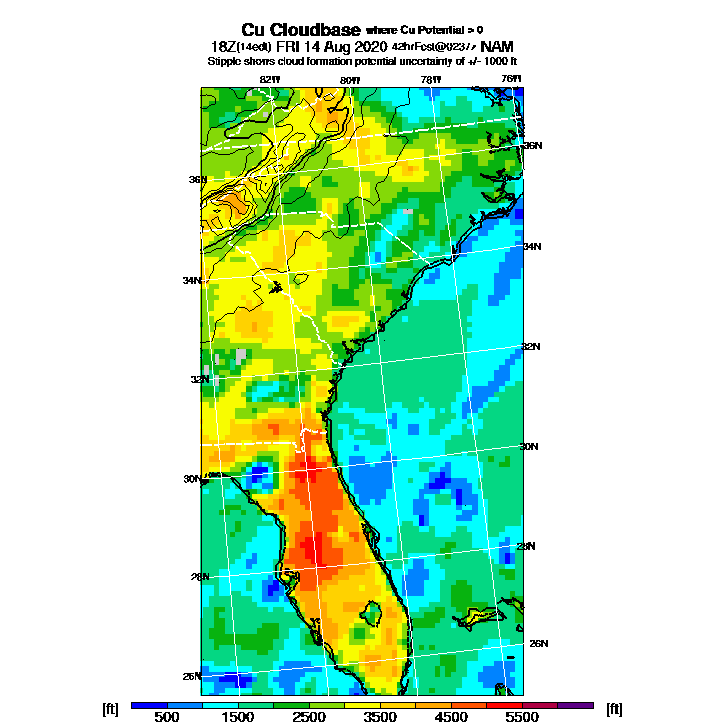 Cu Cloudbase where Cu Potential > 0
18Z(14edt) FRI 14 Aug 2020 42hrFcst@0237z NAM
Stipple shows cloud formation potential uncertainty of +/- 1000 ft
82W 80W 78W 76W
36N 36N
34N 34N
32N 32N
30N 30N
28N 28N
26N 26N
[ft] 500 1500 2500 3500 4500 5500 [ft]